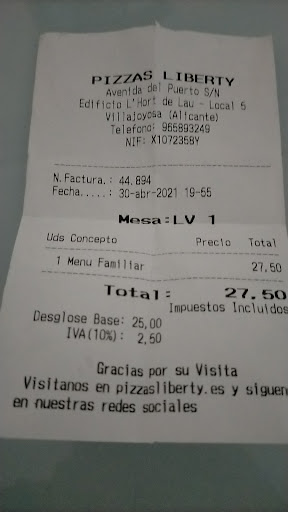 PIZZAS LIBERTY
Avenida del Puerto S/N
Edificio L'Hort de Lau - Local 5
Villajoyosa (Alicante)
Telefono: 965893249
NIF: X1072358Y
N.Factura.: 44.894
Fecha.....: 30-abr-2021 19-55
Mesa:LV 1
Uds Concepto Precio Total
1 Menu Familiar 27,50
Total: 27,50
Impuestos Incluidos
Desglose Base: 25,00
IVA(10%): 2,50
Gracias por su Visita
Visitanos en pizzasliberty.es y siguen
en nuestras redes sociales